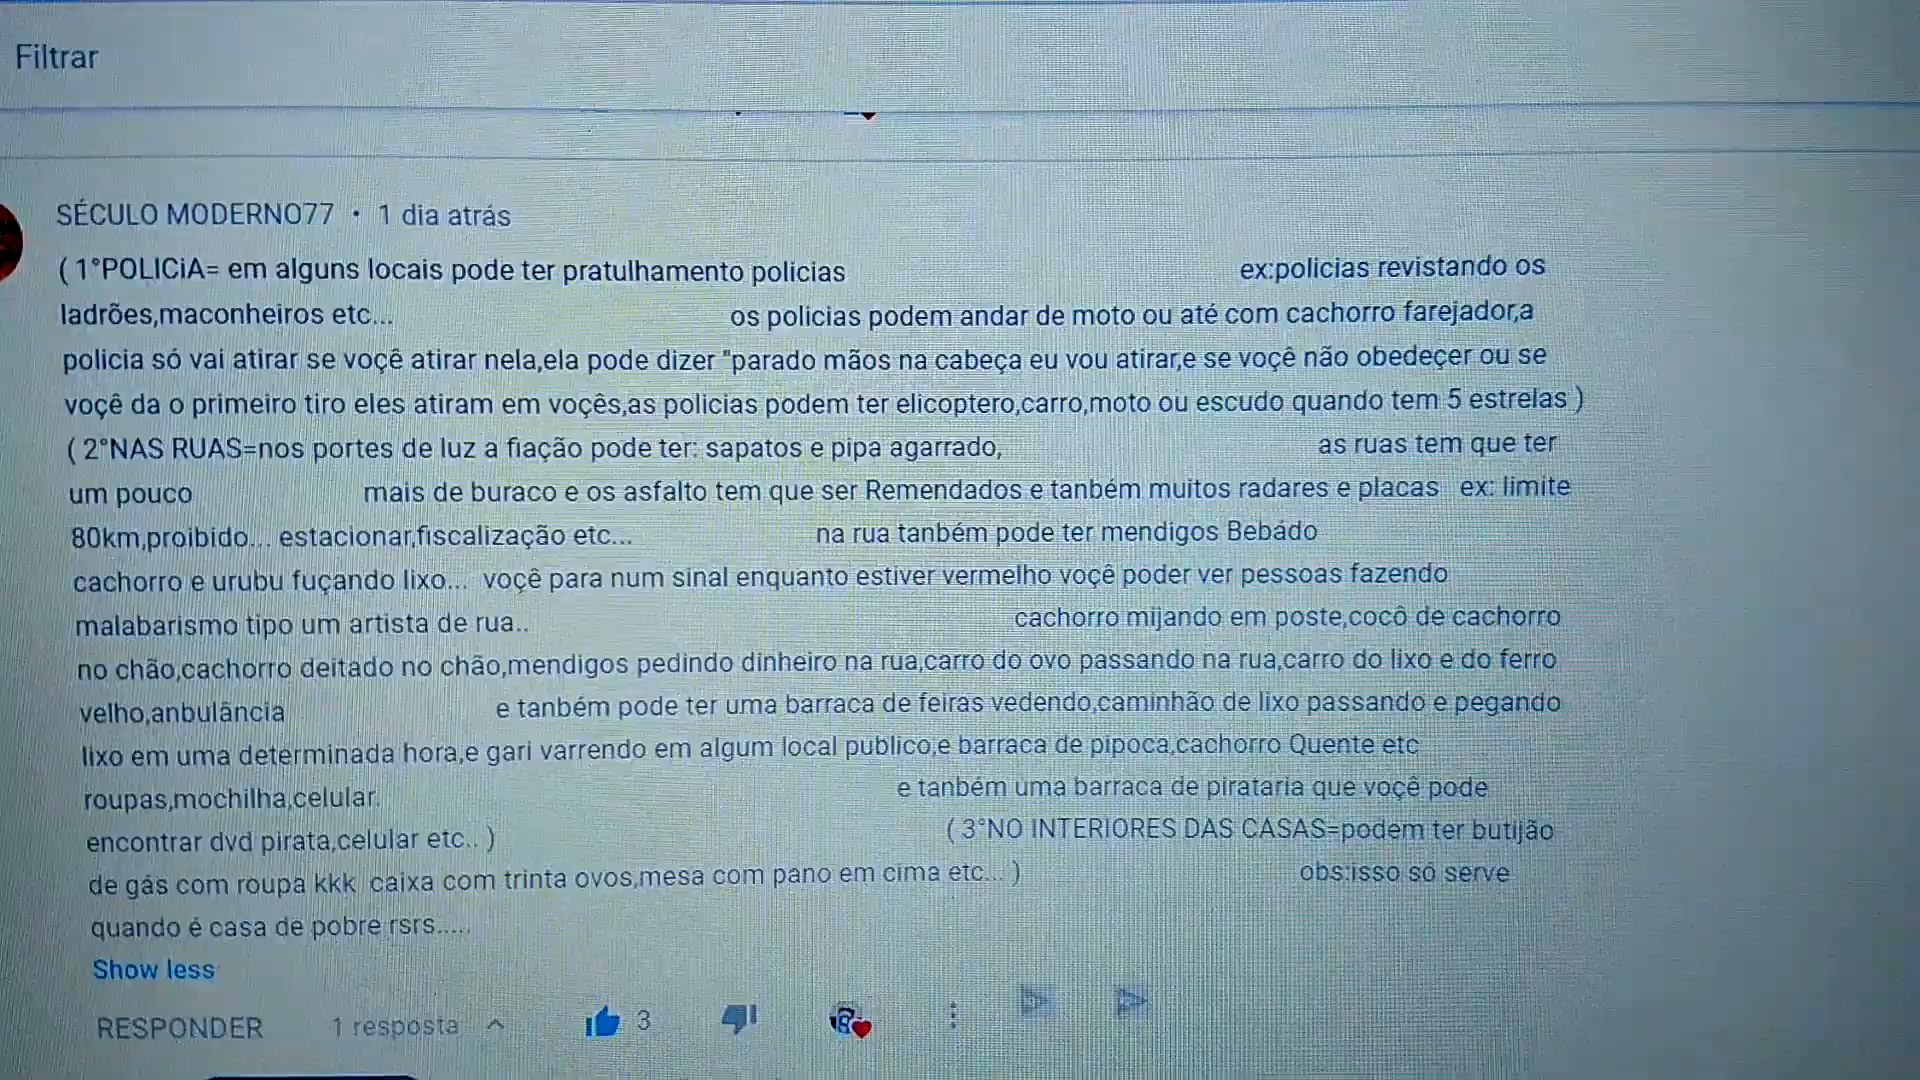 Filtrar
SÉCULO MODERNO77 • 1 dia atrás
( 1°POLICiA= em alguns locais pode ter pratulhamento policias ex:policias revistando os
ladrões,maconheiros etc... os policias podem andar de moto ou até com cachorro farejador,a
policia só vai atirar se voçê atirar nela,ela pode dizer "parado mãos na cabeça eu vou atirar,e se voçê não obedeçer ou se
voçê da o primeiro tiro eles atiram em voçês,as policias podem ter elicoptero,carro,moto ou escudo quando tem 5 estrelas )
( 2°NAS RUAS=nos portes de luz a fiação pode ter: sapatos e pipa agarrado, as ruas tem que ter
um pouco mais de buraco e os asfalto tem que ser Remendados e tanbém muitos radares e placas ex: limite
80km,proibido... estacionar,fiscalização etc... na rua tanbém pode ter mendigos Bebádo
cachorro e urubu fuçando lixo... voçê para num sinal enquanto estiver vermelho voçê poder ver pessoas fazendo
malabarismo tipo um artista de rua.. cachorro mijando em poste,cocô de cachorro
no chão,cachorro deitado no chão,mendigos pedindo dinheiro na rua,carro do ovo passando na rua,carro do lixo e do ferro
velho,anbulância e tanbém pode ter uma barraca de feiras vedendo,caminhão de lixo passando e pegando
lixo em uma determinada hora,e gari varrendo em algum local publico,e barraca de pipoca,cachorro Quente etc
roupas,mochilha,celular. e tanbém uma barraca de pirataria que voçê pode
encontrar dvd pirata,celular etc.. ) ( 3°NO INTERIORES DAS CASAS=podem ter butijão
de gás com roupa kkk caixa com trinta ovos,mesa com pano em cima etc... ) obs:isso só serve
quando é casa de pobre rsrs.....
Show less
RESPONDER 1 resposta 3